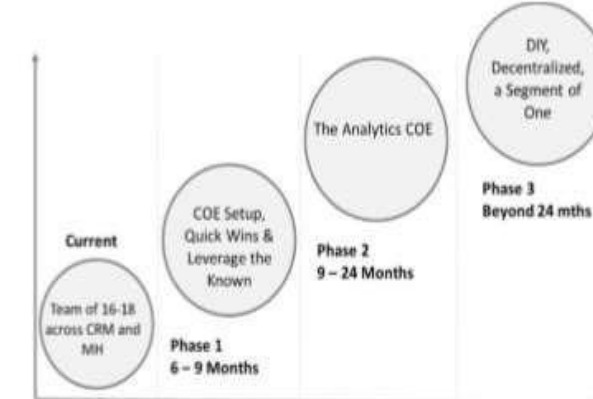 Current
Team of 16-18
across CRM and
MH
COE Setup,
Quick Wins &
Leverage the
Known
Phase 1
6 – 9 Months
The Analytics COE
Phase 2
9 – 24 Months
DIY,
Decentralized,
a Segment of
One
Phase 3
Beyond 24 mths